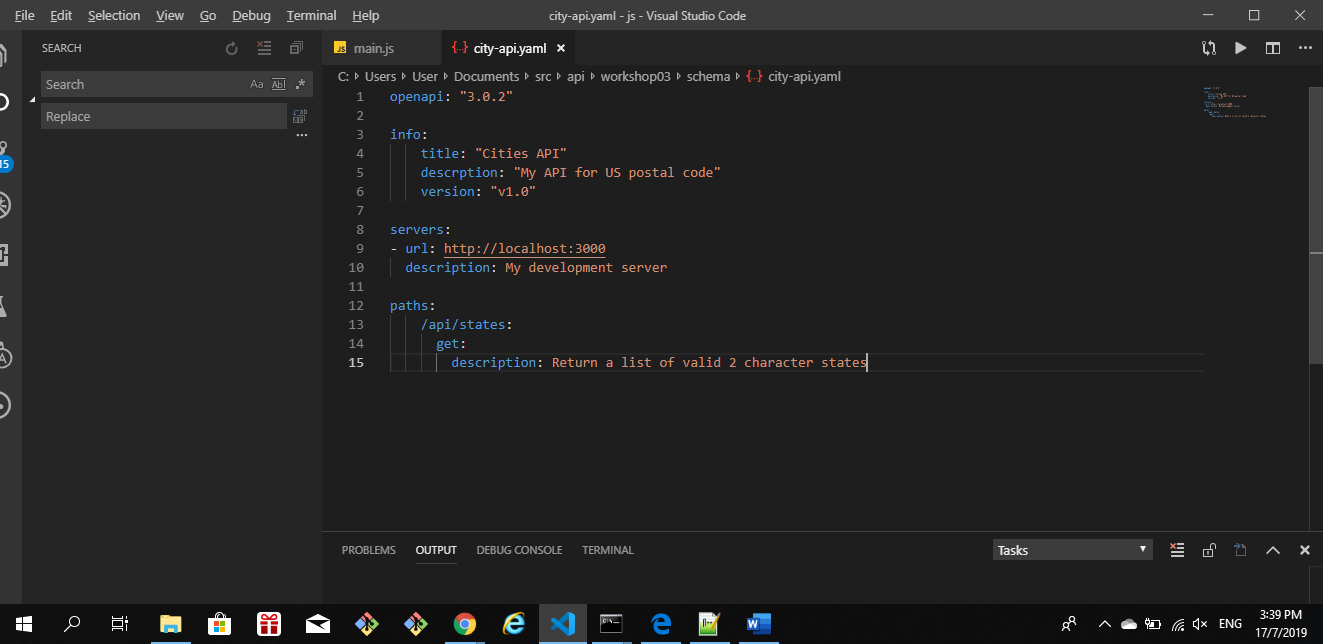 File Edit Selection View Go Debug Terminal Help
city-api.yaml - js - Visual Studio Code
SEARCH
Search
Aa Abl .*
Replace
15
JS main.js
{..} city-api.yaml
C: Users User Documents src api workshop03 schema {..} city-api.yaml
1 openapi: "3.0.2"
2
3 info:
4 title: "Cities API"
5 descrption: "My API for US postal code"
6 version: "v1.0"
7
8 servers:
9 - url: http://localhost:3000
10 description: My development server
11
12 paths:
13 /api/states:
14 get:
15 description: Return a list of valid 2 character states
PROBLEMS OUTPUT DEBUG CONSOLE TERMINAL
Tasks
ENG
3:39 PM
17/7/2019